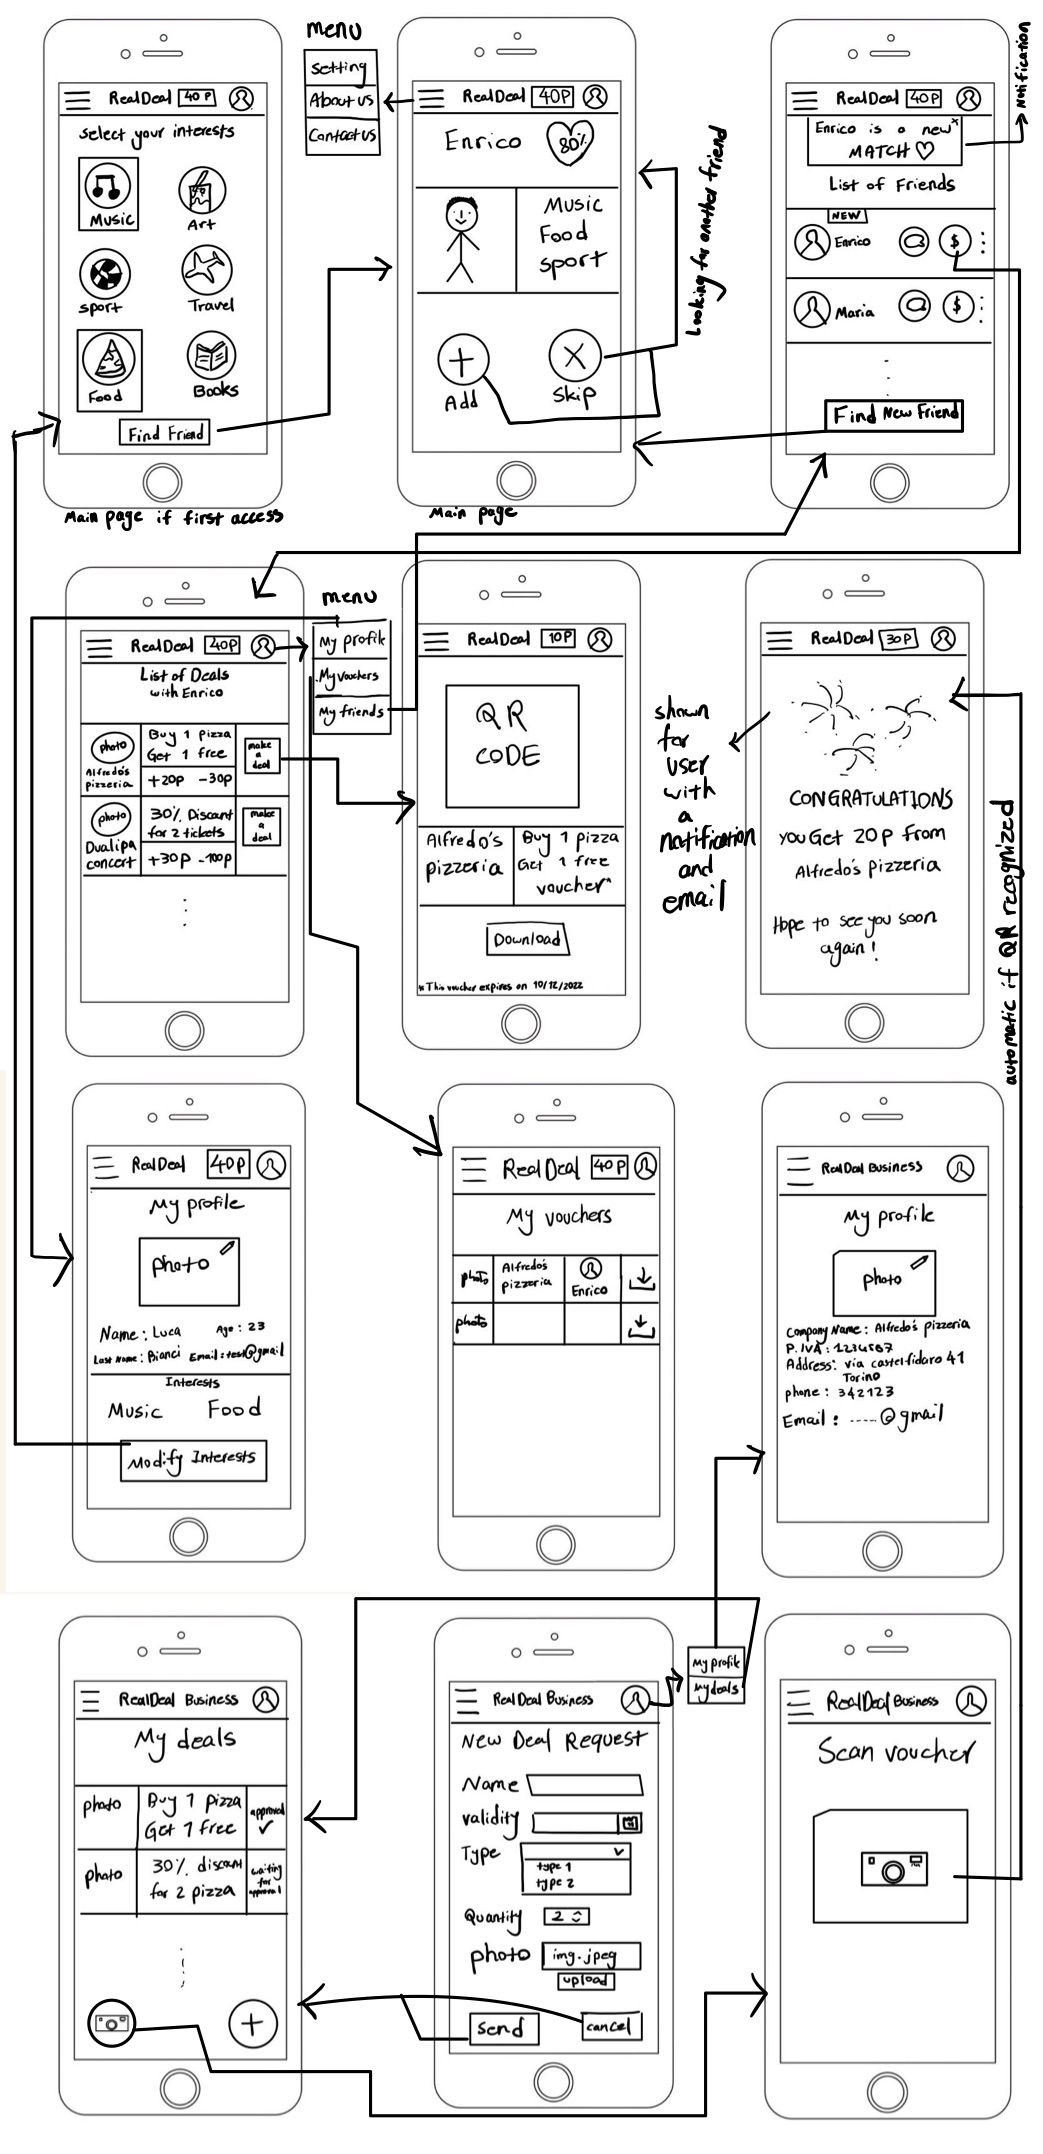 RealDeal 40P
select your interests
Music
Art
sport
Travel
Food
Books
Find Friend
Main page if first access
menu
Setting
About us
Contact us
RealDeal 40P
Enrico 80%
Music
Food
sport
Add
Skip
Main page
Looking for another friend
Notification
RealDeal 40P
Enrico is a new x
MATCH
List of Friends
NEW
Enrico $
Maria $
Find New Friend
RealDeal 40P
List of Deals
with Enrico
photo
Alfredo's
pizzeria
Buy 1 pizza
Get 1 free
+20p -30p
make
a
deal
photo
Dualipa
concert
30% Discount
for 2 tickets
+30p -100p
make
a
deal
menu
My profile
My vouchers
My friends
RealDeal 10P
QR
CODE
Alfredo's
pizzeria
Buy 1 pizza
Get 1 free
voucher*
Download
* This voucher expires on 10/12/2022
shown
for
user
with
a
notification
and
email
RealDeal 30P
CONGRATULATIONS
you Get 20P from
Alfredo's pizzeria
Hope to see you soon
again!
automatic if QR recognized
RealDeal 40P
My profile
photo
Name: Luca Age: 23
Last Name: Bianci Email: test@gmail
Interests
Music Food
Modify Interests
RealDeal 40P
My vouchers
photo
Alfredo's
pizzeria
Enrico
photo
RealDeal Business
My profile
photo
Company Name: Alfredo's pizzeria
P. IVA: 1234567
Address: via castelfidaro 41
Torino
phone: 342123
Email: ----@gmail
RealDeal Business
My deals
photo
Buy 1 pizza
Get 1 free
approval
photo
30% discount
for 2 pizza
waiting
for
approval
RealDeal Business
My profile
My deals
New Deal Request
Name
validity
Type
type 1
type 2
Quantity 2
photo img.jpeg
upload
send
cancel
RealDeal Business
Scan voucher